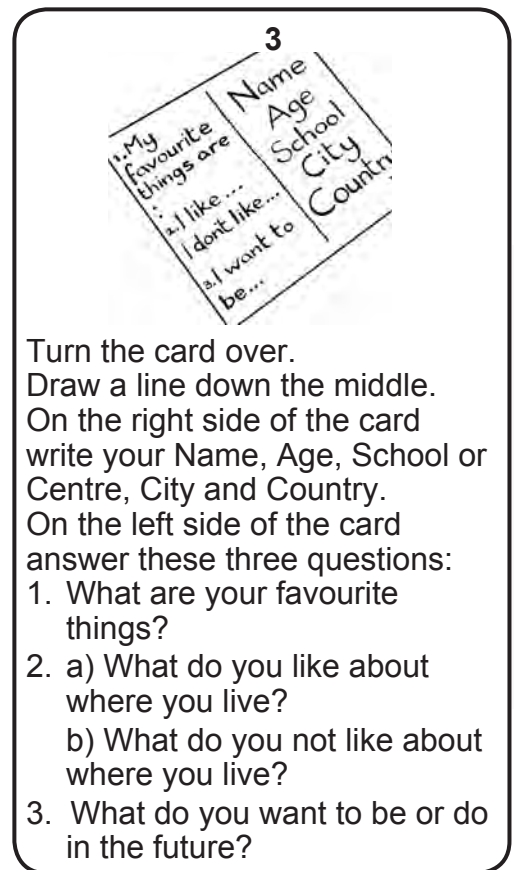 3
1. My
favourite
things are
:
2. I like ...
I don't like...
3. I want to
be...
Name
Age
School
City
Country
Turn the card over.
Draw a line down the middle.
On the right side of the card
write your Name, Age, School or
Centre, City and Country.
On the left side of the card
answer these three questions:
1. What are your favourite
things?
2. a) What do you like about
where you live?
b) What do you not like about
where you live?
3. What do you want to be or do
in the future?